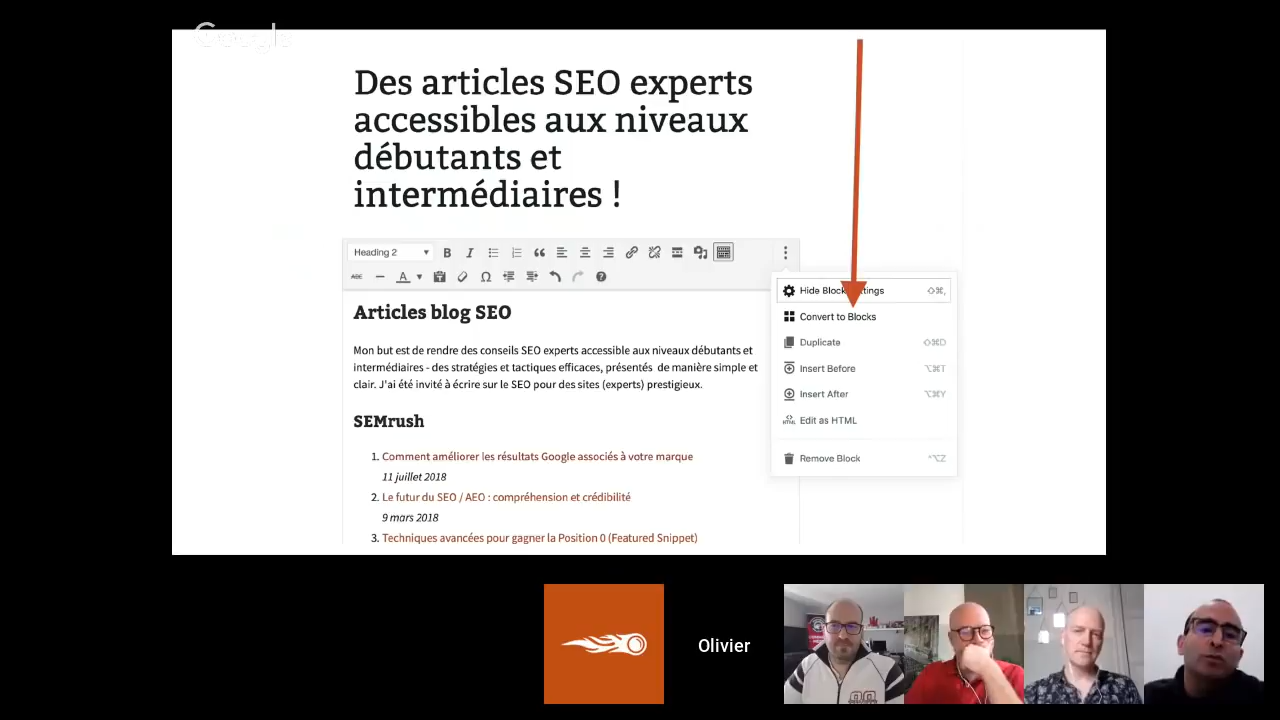 Google
Des articles SEO experts
accessibles aux niveaux
débutants et
intermédiaires !
Heading 2
B I
ABC A
Hide Block Settings
Convert to Blocks
Duplicate
Insert Before
Insert After
Edit as HTML
Remove Block
Articles blog SEO
Mon but est de rendre des conseils SEO experts accessible aux niveaux débutants et
intermédiaires - des stratégies et tactiques efficaces, présentés de manière simple et
clair. J'ai été invité à écrire sur le SEO pour des sites (experts) prestigieux.
SEMrush
1. Comment améliorer les résultats Google associés à votre marque
11 juillet 2018
2. Le futur du SEO / AEO : compréhension et crédibilité
9 mars 2018
3. Techniques avancées pour gagner la Position 0 (Featured Snippet)
Olivier